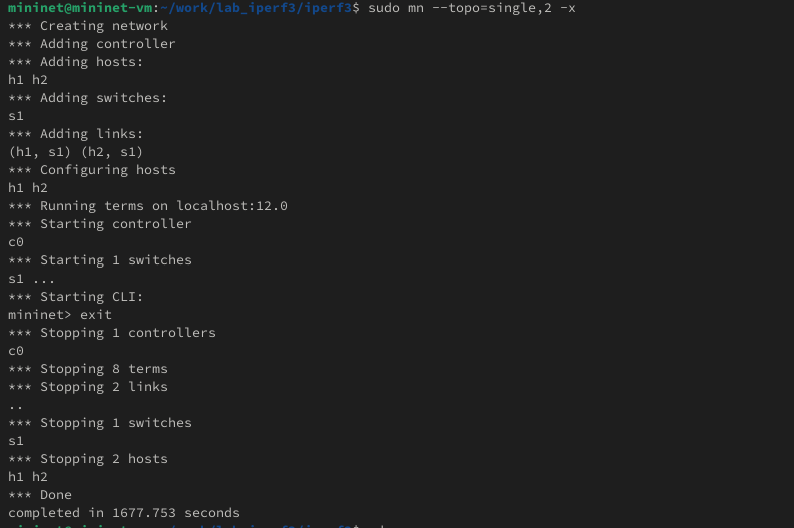 mininet@mininet-vm:~/work/lab_iperf3/iperf3$ sudo mn --topo=single,2 -x
*** Creating network
*** Adding controller
*** Adding hosts:
h1 h2
*** Adding switches:
s1
*** Adding links:
(h1, s1) (h2, s1)
*** Configuring hosts
h1 h2
*** Running terms on localhost:12.0
*** Starting controller
c0
*** Starting 1 switches
s1 ...
*** Starting CLI:
mininet> exit
*** Stopping 1 controllers
c0
*** Stopping 8 terms
*** Stopping 2 links
..
*** Stopping 1 switches
s1
*** Stopping 2 hosts
h1 h2
*** Done
completed in 1677.753 seconds